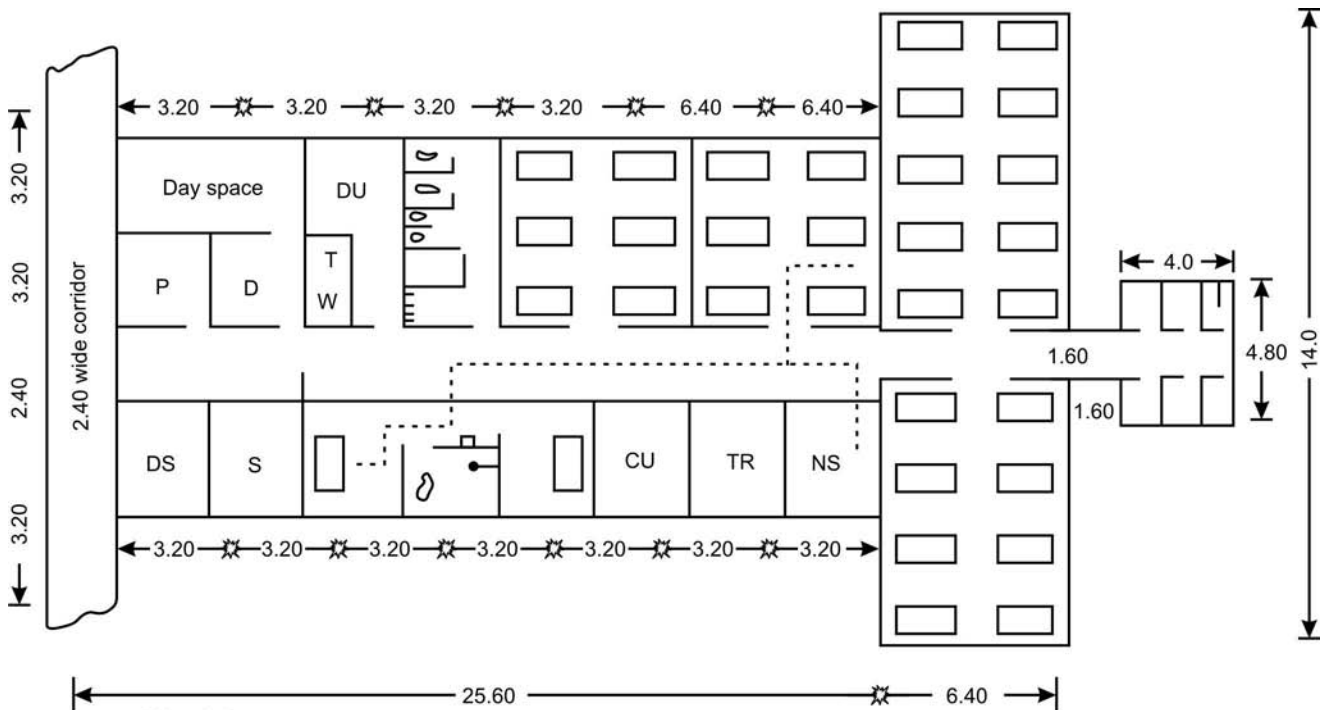 3.20 3.20 3.20 3.20 6.40 6.40
3.20
3.20
2.40
3.20
2.40 wide corridor
Day space
DU
P
D
T
W
4.0
4.80
14.0
1.60
1.60
DS
S
CU
TR
NS
3.20 3.20 3.20 3.20 3.20 3.20 3.20
25.60 6.40